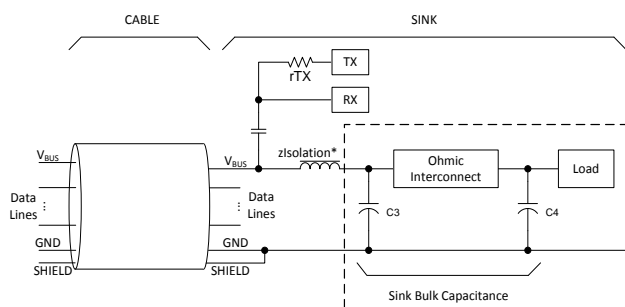 CABLE
SINK
TX
rTX
RX
zIsolation*
VBUS
VBUS
Ohmic
Interconnect
Load
Data
Lines
...
Data
Lines
...
C3
C4
GND
GND
SHIELD
SHIELD
Sink Bulk Capacitance